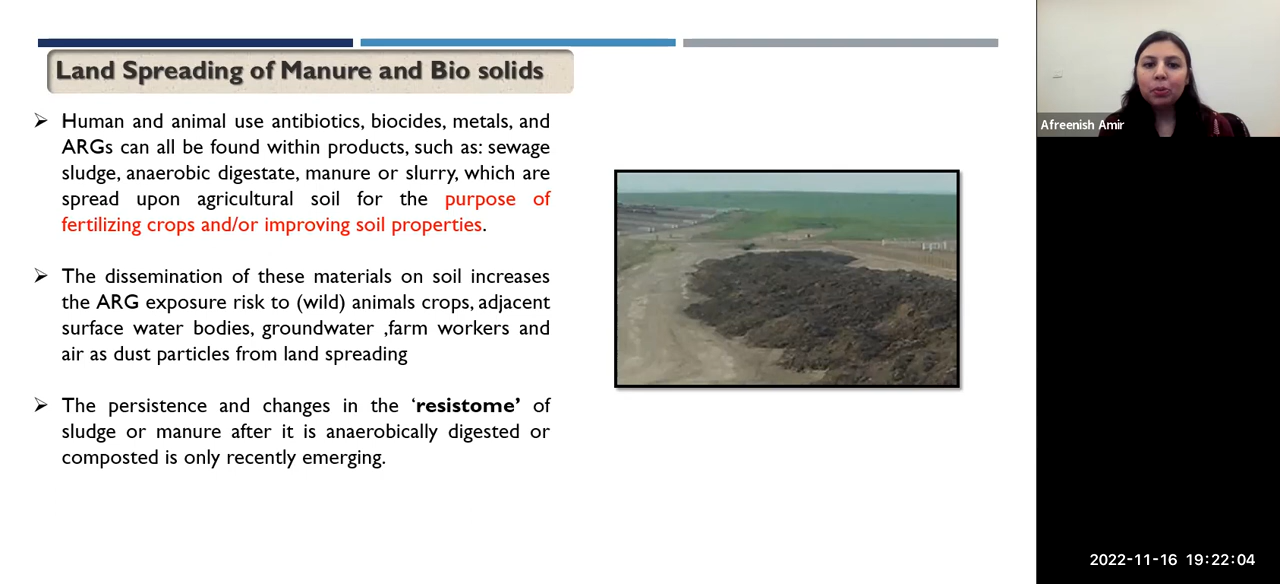 Land Spreading of Manure and Bio solids
Human and animal use antibiotics, biocides, metals, and
ARGs can all be found within products, such as: sewage
sludge, anaerobic digestate, manure or slurry, which are
spread upon agricultural soil for the purpose of
fertilizing crops and/or improving soil properties.
The dissemination of these materials on soil increases
the ARG exposure risk to (wild) animals crops, adjacent
surface water bodies, groundwater ,farm workers and
air as dust particles from land spreading
The persistence and changes in the ‘resistome’ of
sludge or manure after it is anaerobically digested or
composted is only recently emerging.
Afreenish Amir
2022-11-16 19:22:04